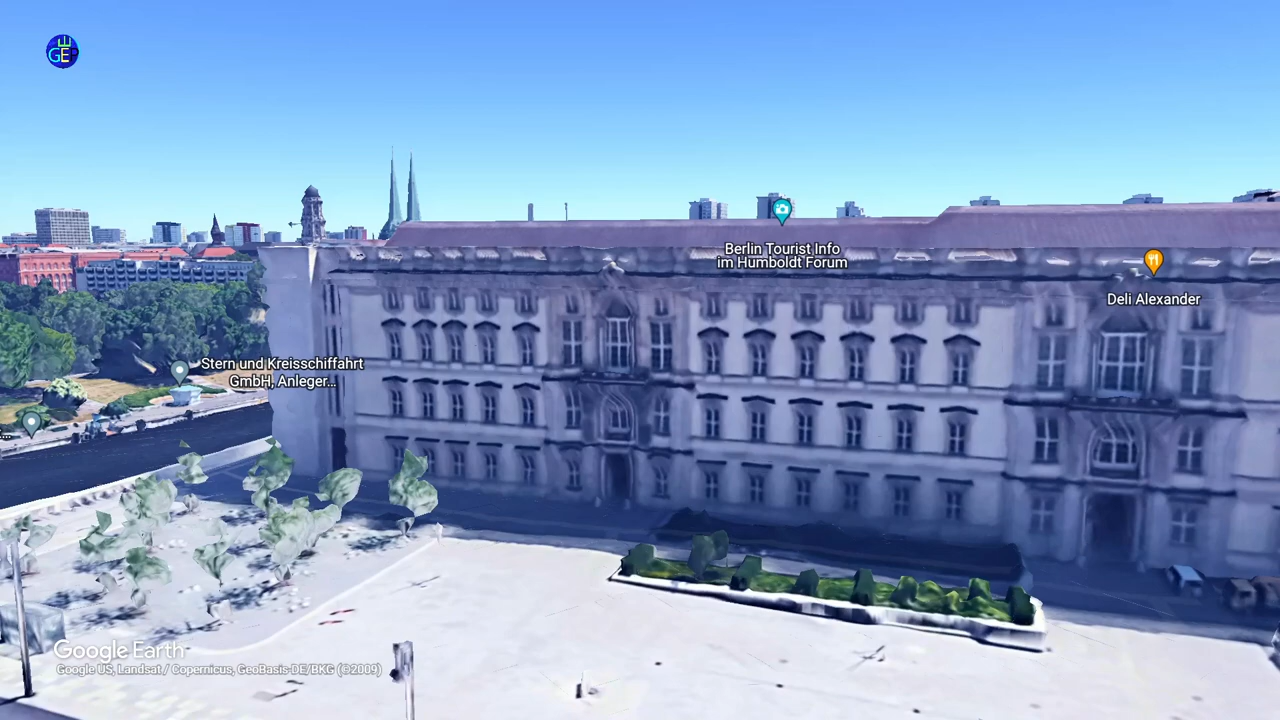 GEP
Berlin Tourist Info
im Humboldt Forum
Deli Alexander
Stern und Kreisschiffahrt
GmbH, Anleger...
Google Earth
Google US, Landsat / Copernicus, GeoBasis-DE/BKG (©2009)